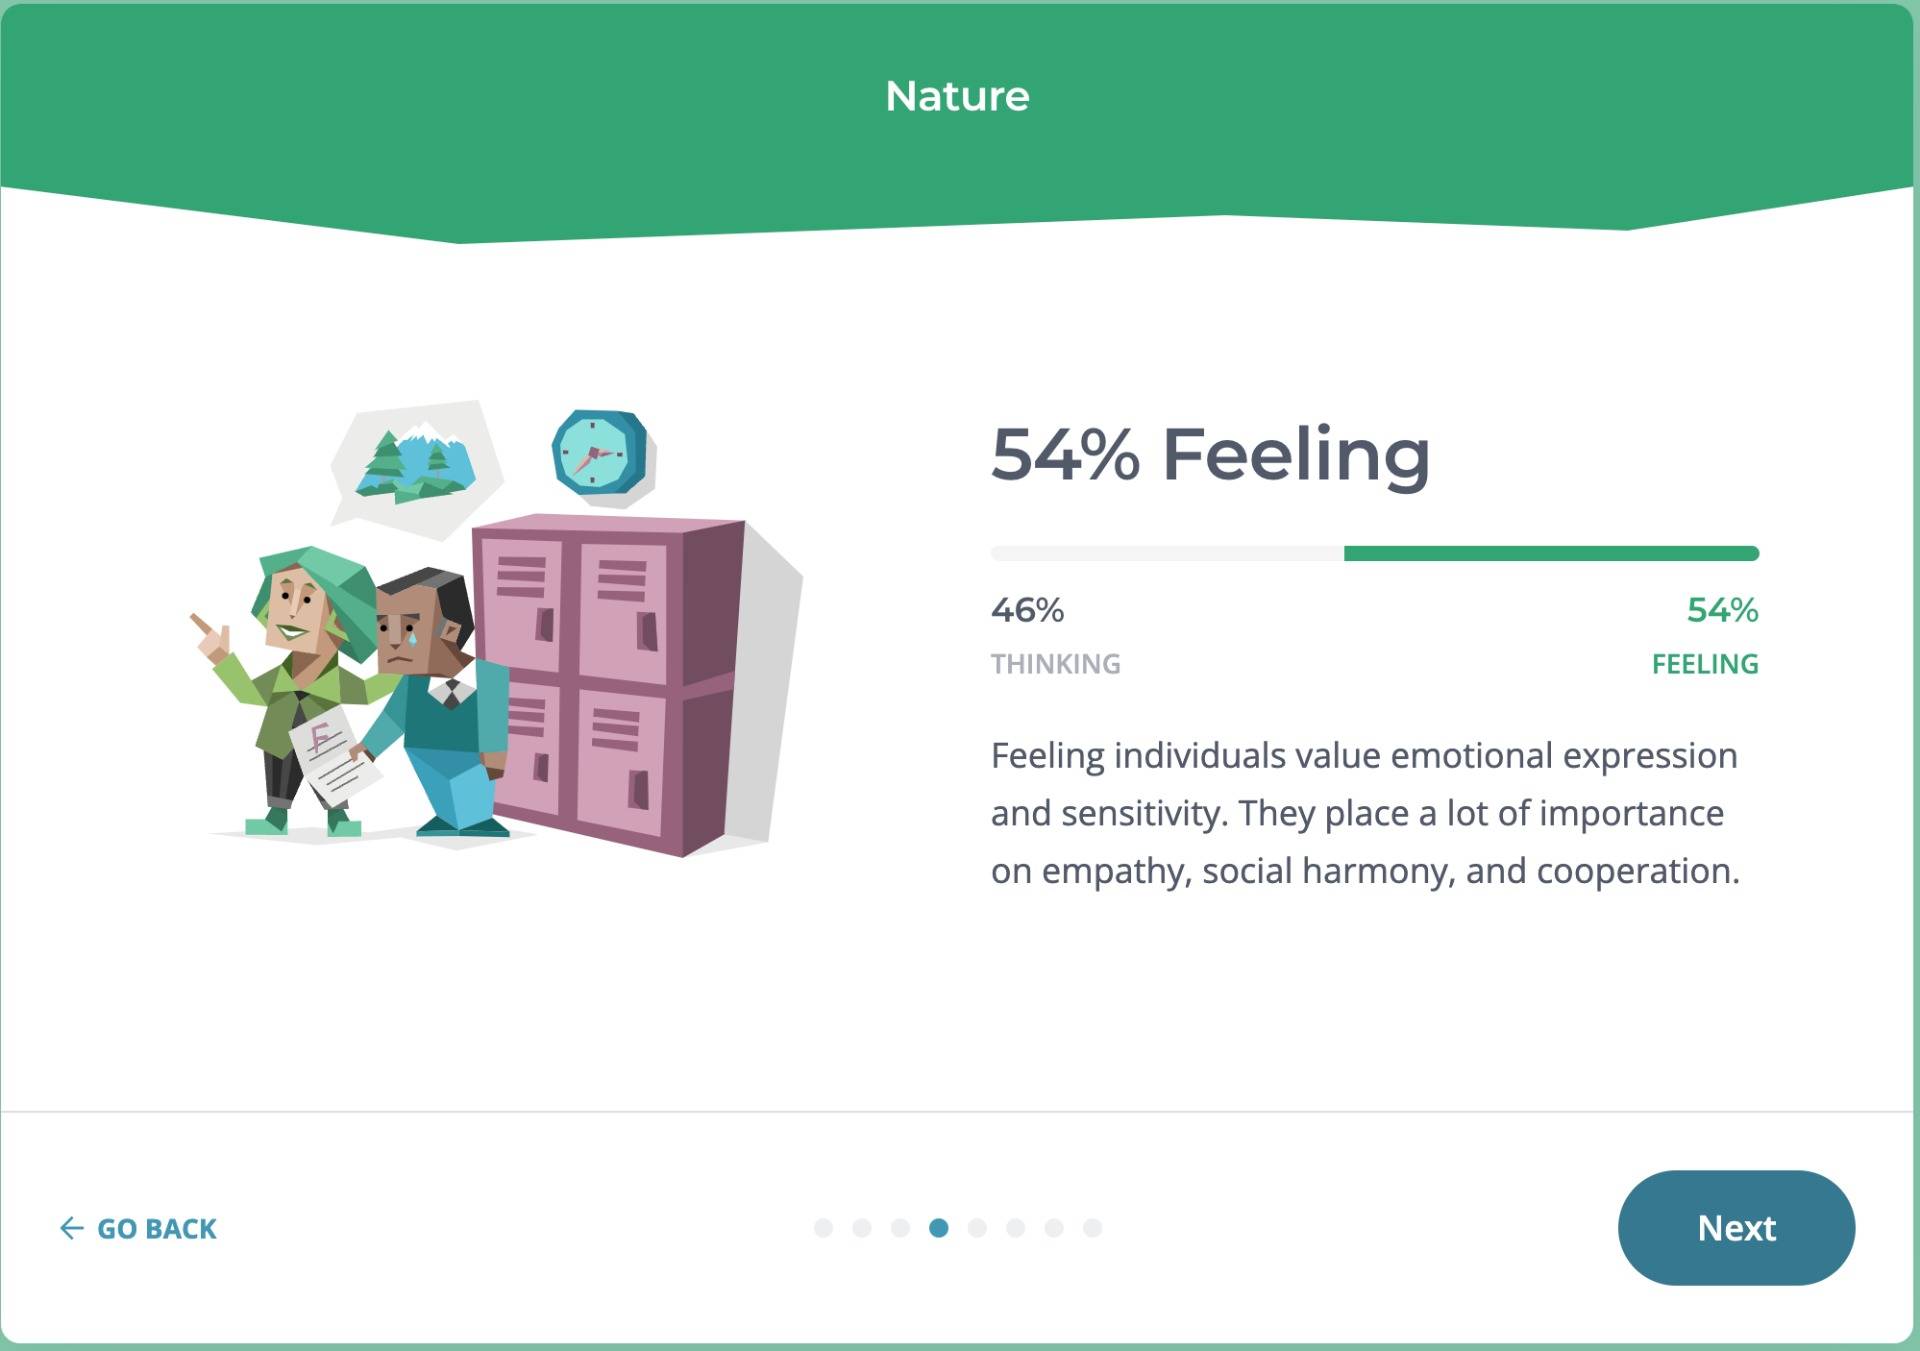 Nature
54% Feeling
46%
54%
THINKING
FEELING
Feeling individuals value emotional expression
and sensitivity. They place a lot of importance
on empathy, social harmony, and cooperation.
F
← GO BACK
Next